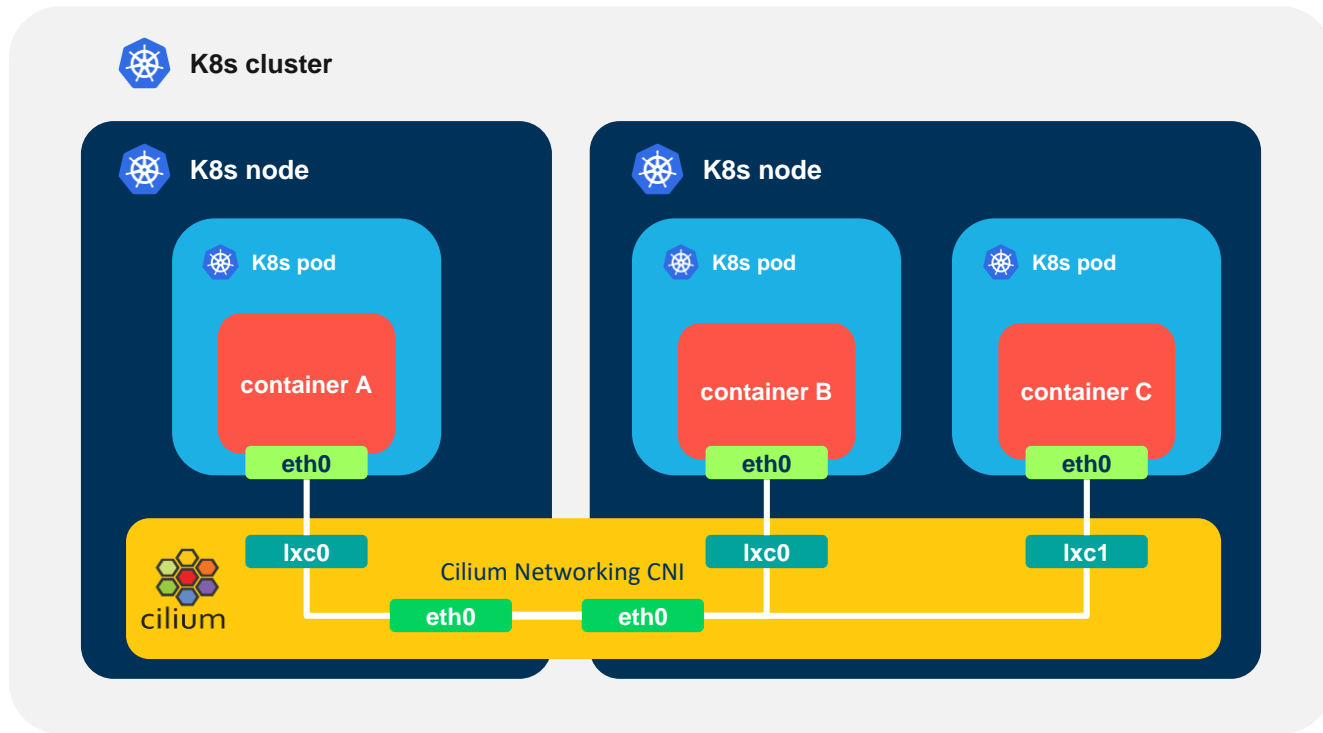 K8s cluster
K8s node
K8s node
K8s pod
K8s pod
K8s pod
container A
container B
container C
eth0
eth0
eth0
lxc0
lxc0
lxc1
Cilium Networking CNI
cilium
eth0
eth0